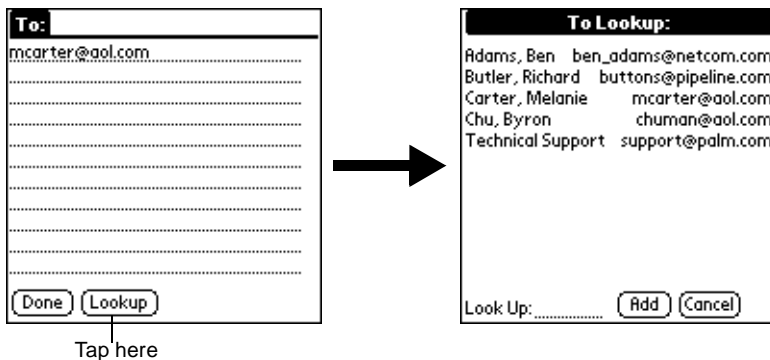 To:
mcarter@aol.com
Done Lookup
Tap here
To Lookup:
Adams, Ben ben_adams@netcom.com
Butler, Richard buttons@pipeline.com
Carter, Melanie mcarter@aol.com
Chu, Byron chuman@aol.com
Technical Support support@palm.com
Look Up: Add Cancel